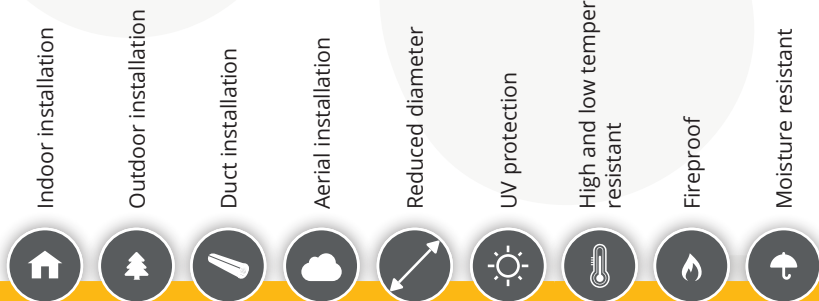 Indoor installation
Outdoor installation
Duct installation
Aerial installation
Reduced diameter
UV protection
High and low temper
resistant
Fireproof
Moisture resistant